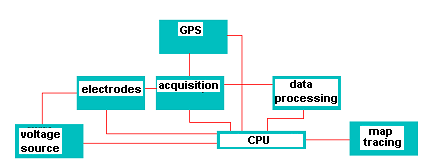 GPS
electrodes
acquisition
data
processing
voltage
source
CPU
map
tracing